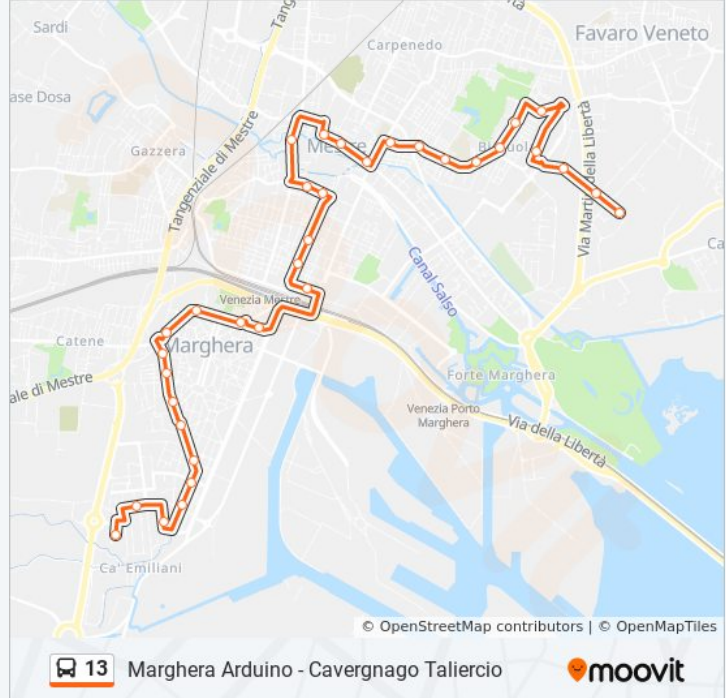 Sardi
Carpenedo
Favaro Veneto
ase Dosa
Gazzera
Mestre
Tangenziale di Mestre
Via Marti
della Libertà
Ca
Canal Salso
Venezia Mestre
Catene
Marghera
ale di Mestre
Forte Marghera
Venezia Porto
Marghera
Via della Libertà
Ca' Emiliani
© OpenStreetMap contributors | © OpenMapTiles
13 Marghera Arduino - Cavergnago Taliercio
moovit